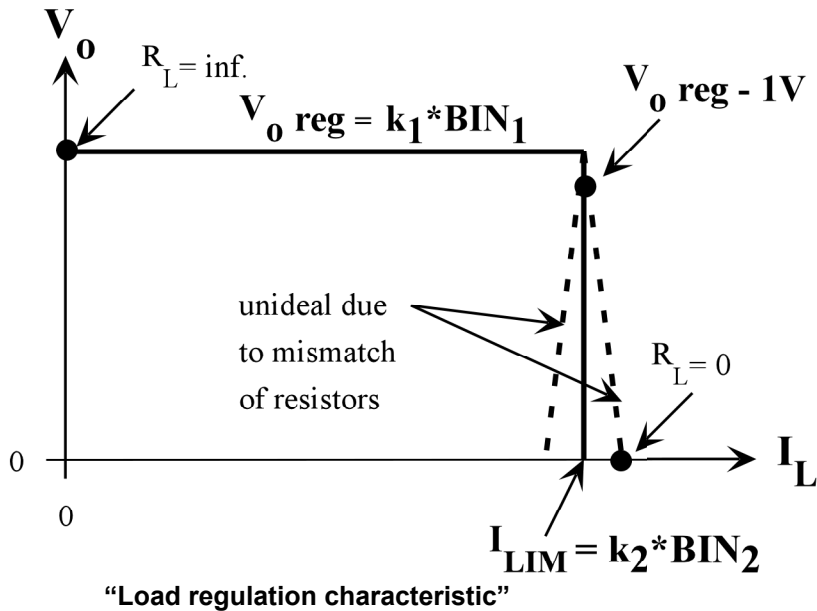 Vo
RL= inf.
Vo reg = k1*BIN1
Vo reg - 1V
unideal due
to mismatch
of resistors
RL= 0
0
IL
0
ILIM = k2*BIN2
“Load regulation characteristic”